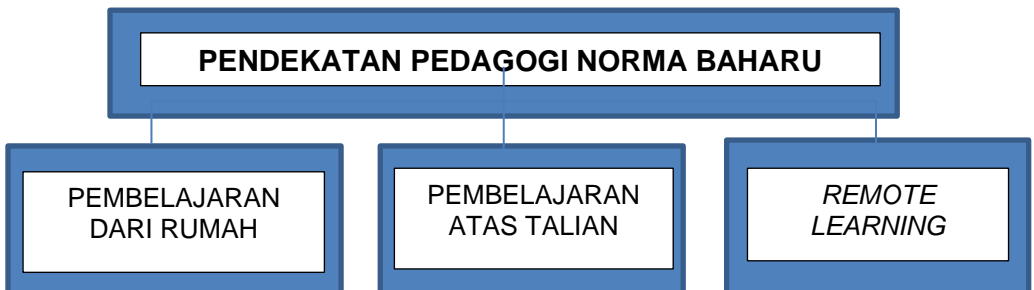 PENDEKATAN PEDAGOGI NORMA BAHARU
PEMBELAJARAN
DARI RUMAH
PEMBELAJARAN
ATAS TALIAN
REMOTE
LEARNING